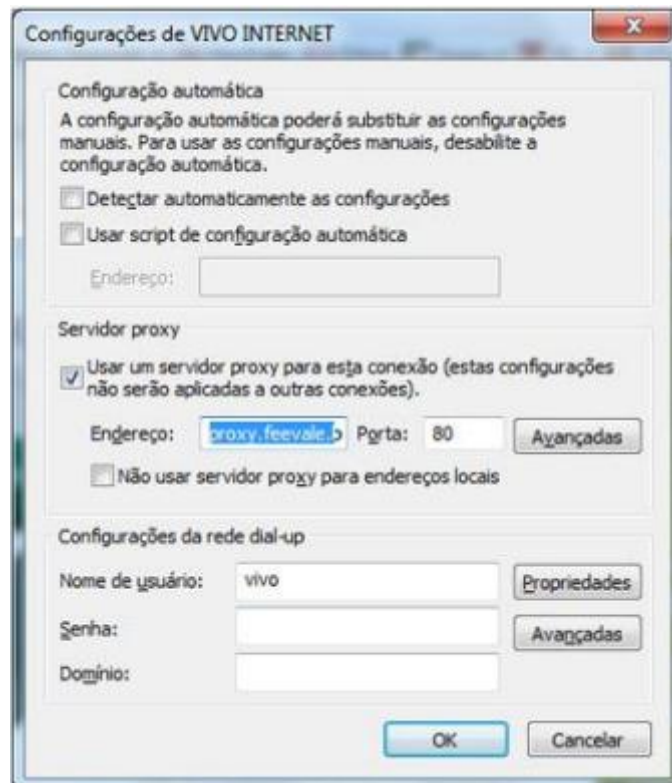 Configurações de VIVO INTERNET
Configuração automática
A configuração automática poderá substituir as configurações
manuais. Para usar as configurações manuais, desabilite a
configuração automática.
Detectar automaticamente as configurações
Usar script de configuração automática
Endereço:
Servidor proxy
Usar um servidor proxy para esta conexão (estas configurações
não serão aplicadas a outras conexões).
Endereço: proxy.feevale. Porta: 80 Avançadas
Não usar servidor proxy para endereços locais
Configurações da rede dial-up
Nome de usuário: vivo Propriedades
Senha: Avançadas
Domínio:
OK Cancelar